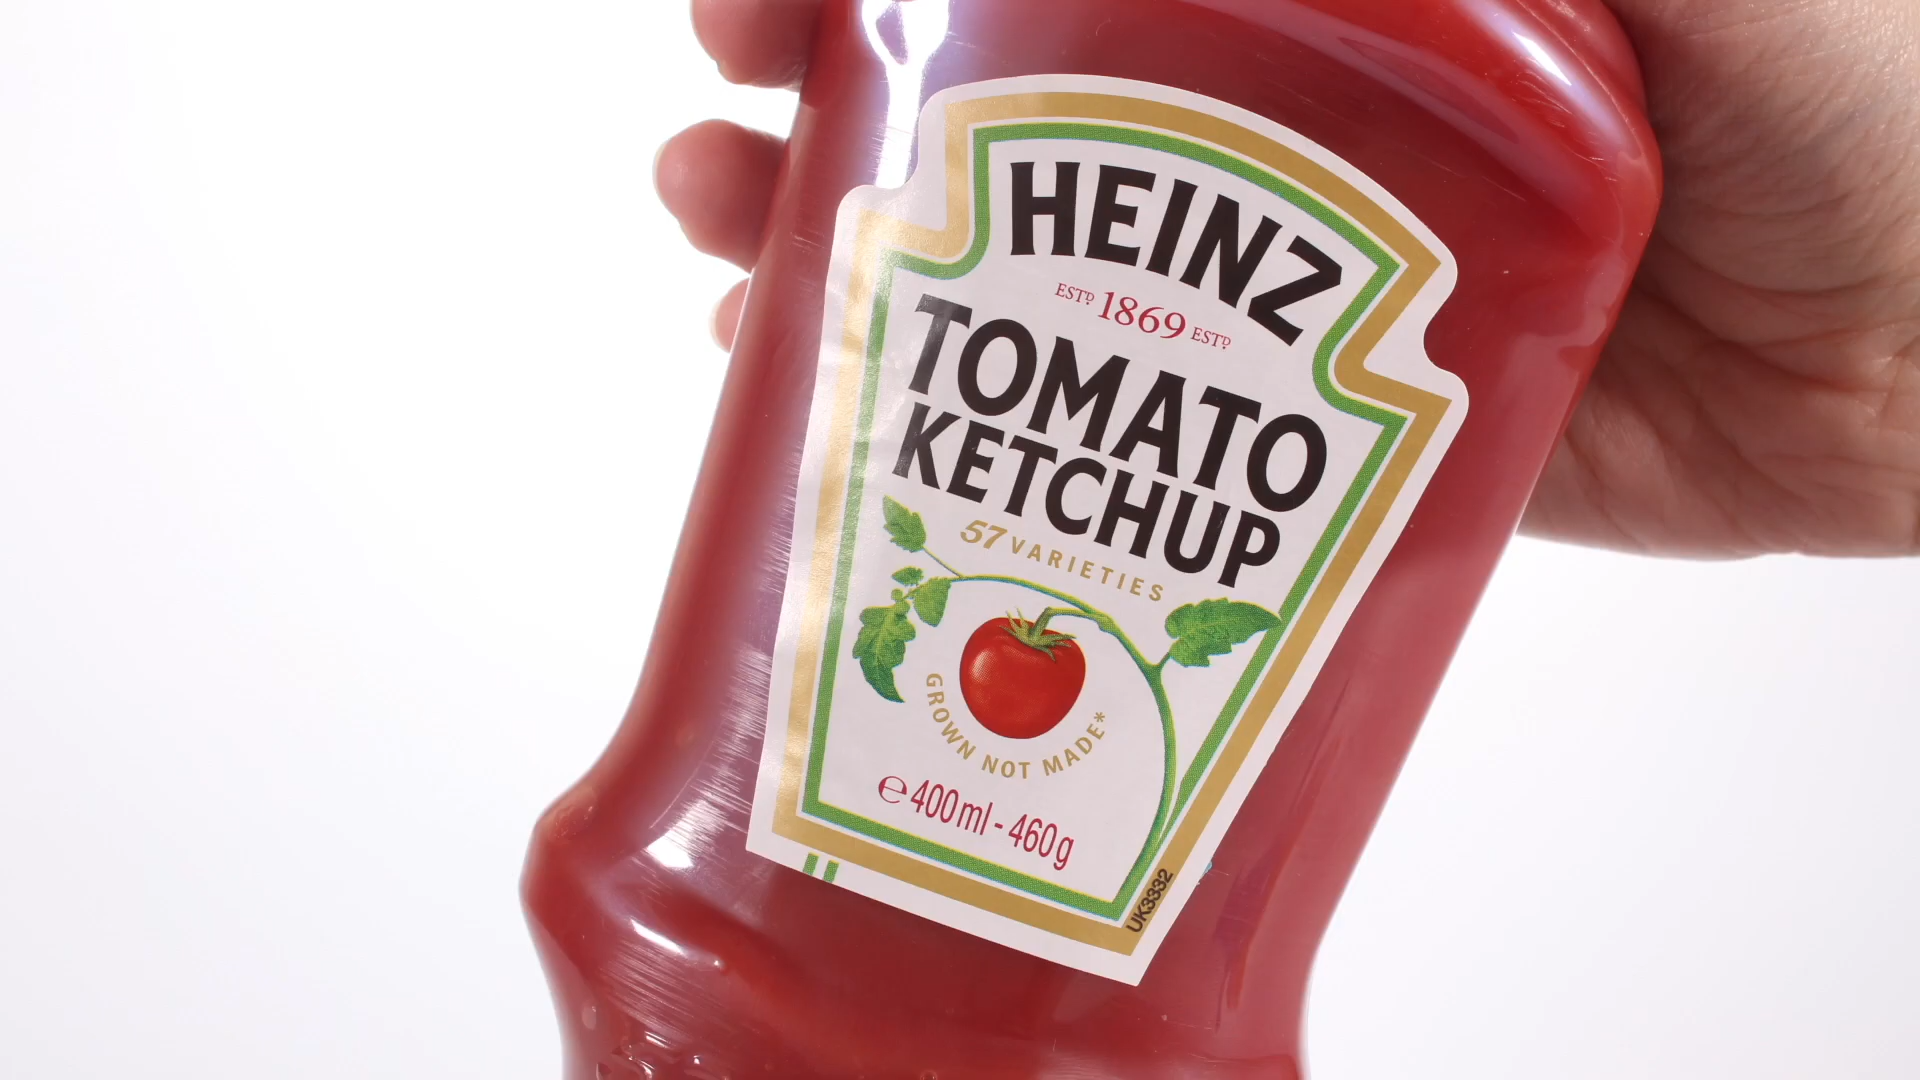 HEINZ
ESTD 1869 ESTD
TOMATO
KETCHUP
57 VARIETIES
GROWN NOT MADE*
℮ 400ml - 460g
UK3332